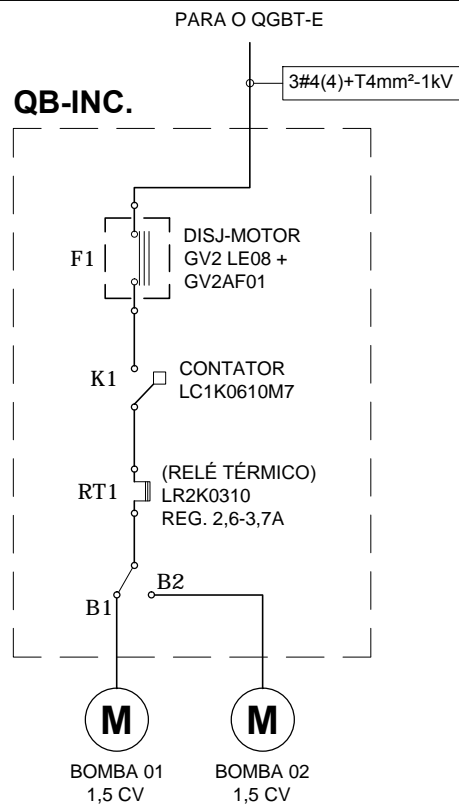 PARA O QGBT-E
3#4(4)+T4mm²-1kV
QB-INC.
F1
DISJ-MOTOR
GV2 LE08 +
GV2AF01
K1
CONTATOR
LC1K0610M7
RT1
(RELÉ TÉRMICO)
LR2K0310
REG. 2,6-3,7A
B1
B2
M
M
BOMBA 01
1,5 CV
BOMBA 02
1,5 CV